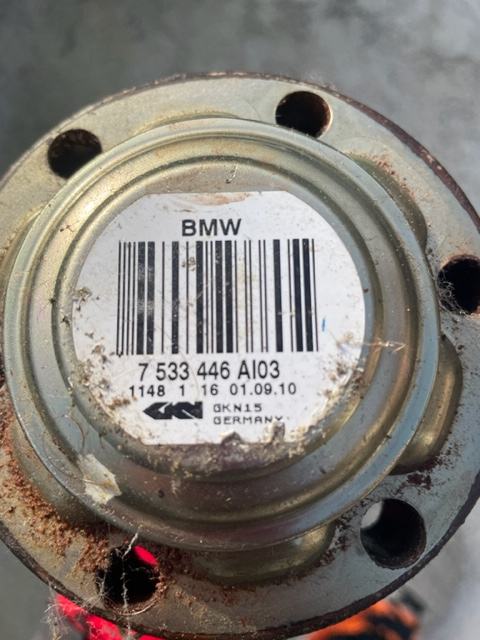 BMW
7 533 446 AI03
1148 1 16 01.09.10
GKN GKN15
GERMANY